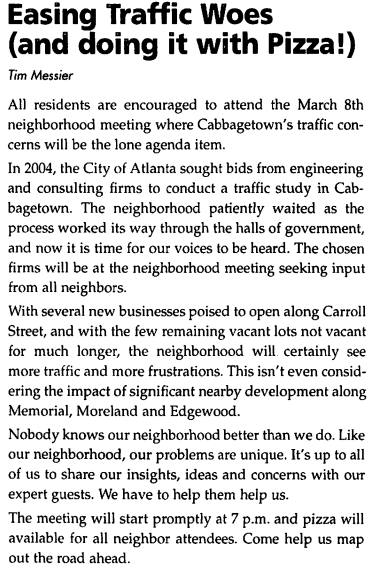 Easing Traffic Woes
(and doing it with Pizza!)
Tim Messier
All residents are encouraged to attend the March 8th
neighborhood meeting where Cabbagetown's traffic con-
cerns will be the lone agenda item.
In 2004, the City of Atlanta sought bids from engineering
and consulting firms to conduct a traffic study in Cab-
bagetown. The neighborhood patiently waited as the
process worked its way through the halls of government,
and now it is time for our voices to be heard. The chosen
firms will be at the neighborhood meeting seeking input
from all neighbors.
With several new businesses poised to open along Carroll
Street, and with the few remaining vacant lots not vacant
for much longer, the neighborhood will certainly see
more traffic and more frustrations. This isn't even consid-
ering the impact of significant nearby development along
Memorial, Moreland and Edgewood.
Nobody knows our neighborhood better than we do. Like
our neighborhood, our problems are unique. It's up to all
of us to share our insights, ideas and concerns with our
expert guests. We have to help them help us.
The meeting will start promptly at 7 p.m. and pizza will
available for all neighbor attendees. Come help us map
out the road ahead.